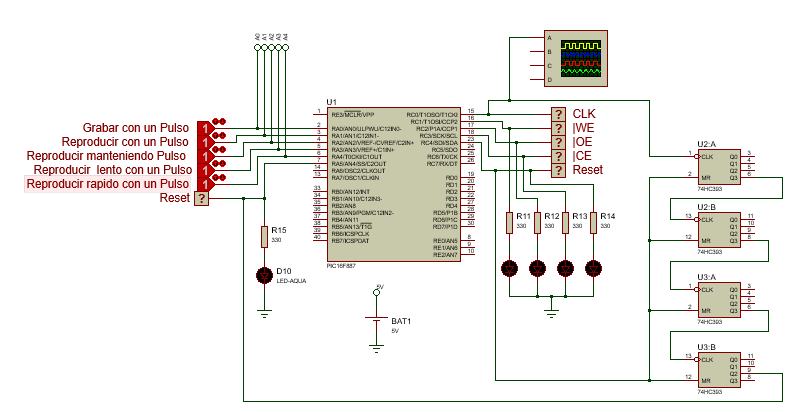 A0 A1 A2 A3 A4
Grabar con un Pulso
Reproducir con un Pulso
Reproducir manteniendo Pulso
Reproducir lento con un Pulso
Reproducir rapido con un Pulso
Reset
1
1
1
1
1
?
R15
330
D10
LED-AQUA
5V
BAT1
5V
U1
1 RE3/MCLR/VPP
2 RA0/AN0/ULPWU/C12IN0-
3 RA1/AN1/C12IN1-
4 RA2/AN2/VREF-/CVREF/C2IN+
5 RA3/AN3/VREF+/C1IN+
6 RA4/T0CKI/C1OUT
7 RA5/AN4/SS/C2OUT
14 RA6/OSC2/CLKOUT
13 RA7/OSC1/CLKIN
33 RB0/AN12/INT
34 RB1/AN10/C12IN3-
35 RB2/AN8
36 RB3/AN9/PGM/C12IN2-
37 RB4/AN11
38 RB5/AN13/T1G
39 RB6/ICSPCLK
40 RB7/ICSPDAT
RC0/T1OSO/T1CKI 15
RC1/T1OSI/CCP2 16
RC2/P1A/CCP1 17
RC3/SCK/SCL 18
RC4/SDI/SDA 23
RC5/SDO 24
RC6/TX/CK 25
RC7/RX/DT 26
RD0 19
RD1 20
RD2 21
RD3 22
RD4 27
RD5/P1B 28
RD6/P1C 29
RD7/P1D 30
RE0/AN5 8
RE1/AN6 9
RE2/AN7 10
PIC16F887
A
B
C
D
? CLK
? |WE
? |OE
? |CE
? Reset
R11 R12 R13 R14
330 330 330 330
U2:A
1 CLK Q0 3
Q1 4
Q2 5
2 MR Q3 6
74HC393
U2:B
13 CLK Q0 11
Q1 10
Q2 9
12 MR Q3 8
74HC393
U3:A
1 CLK Q0 3
Q1 4
Q2 5
2 MR Q3 6
74HC393
U3:B
13 CLK Q0 11
Q1 10
Q2 9
12 MR Q3 8
74HC393